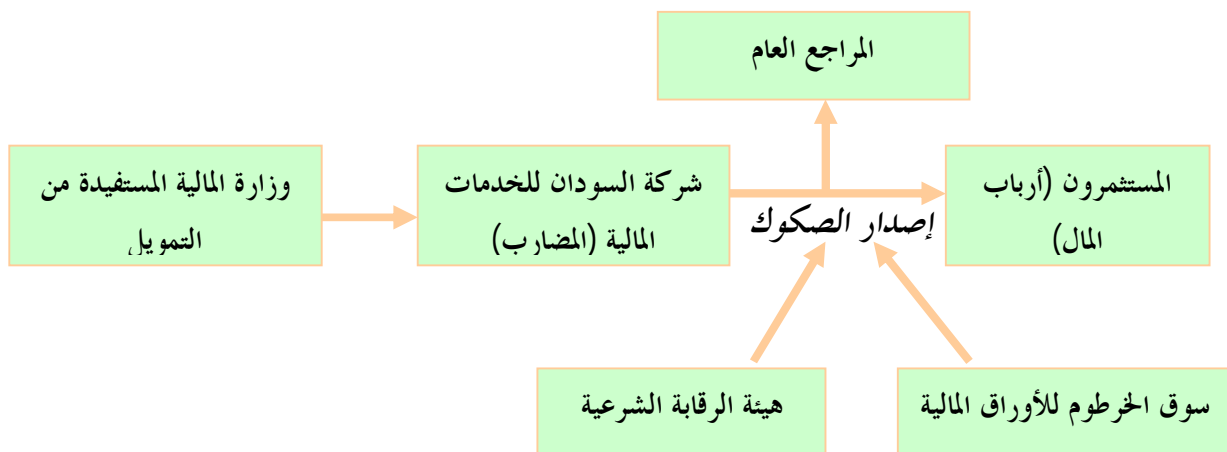 المراجع العام
المستثمرون (أرباب
المال)
إصدار الصكوك
شركة السودان للخدمات
المالية (المضارب)
وزارة المالية المستفيدة من
التمويل
سوق الخرطوم للأوراق المالية
هيئة الرقابة الشرعية